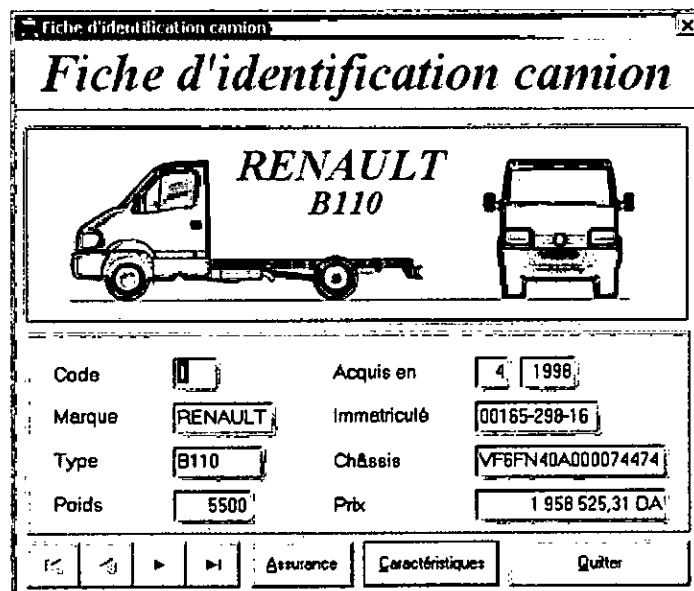 Fiche d'identification camion
Fiche d'identification camion
RENAULT
B110
Code Acquis en 4 1998
Marque RENAULT Immatriculé 00165-298-16
Type B110 Châssis VF6FN40A000074474
Poids 5500 Prix 1 958 525,31 DA
Assurance Caractéristiques Quitter